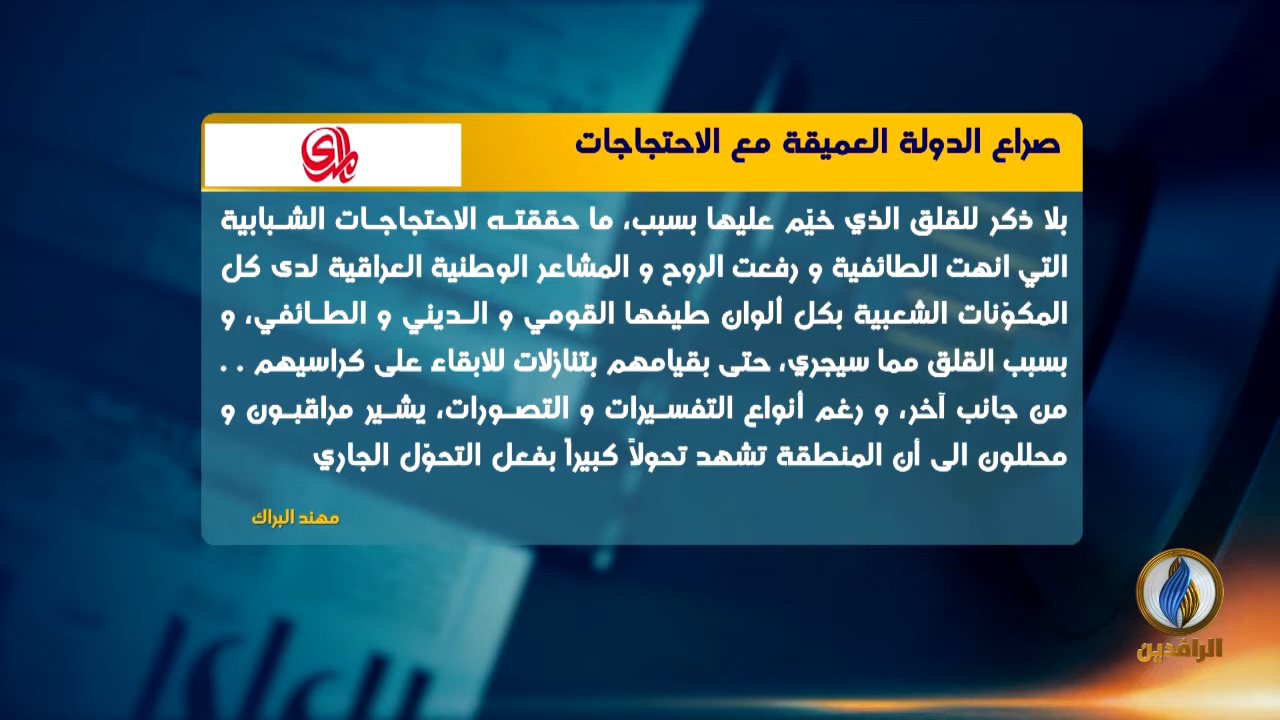 صراع الدولة العميقة مع الاحتجاجات
المدى
بلا ذكر للقلق الذي خيّم عليها بسبب، ما حققتـه الاحتجاجـات الشـبابية
التي انهت الطائفية و رفعت الروح و المشاعر الوطنية العراقية لدى كل
المكوّنات الشعبية بكل ألوان طيفها القومي و الـديني و الطـائفي، و
بسبب القلق مما سيجري، حتى بقيامهم بتنازلات للابقاء على كراسيهم . .
من جانب آخر، و رغم أنواع التفسـيرات و التصـورات، يشـير مراقبـون و
محللون الى أن المنطقة تشهد تحولاً كبيراً بفعل التحوّل الجاري
مهند البراك
الرافدين